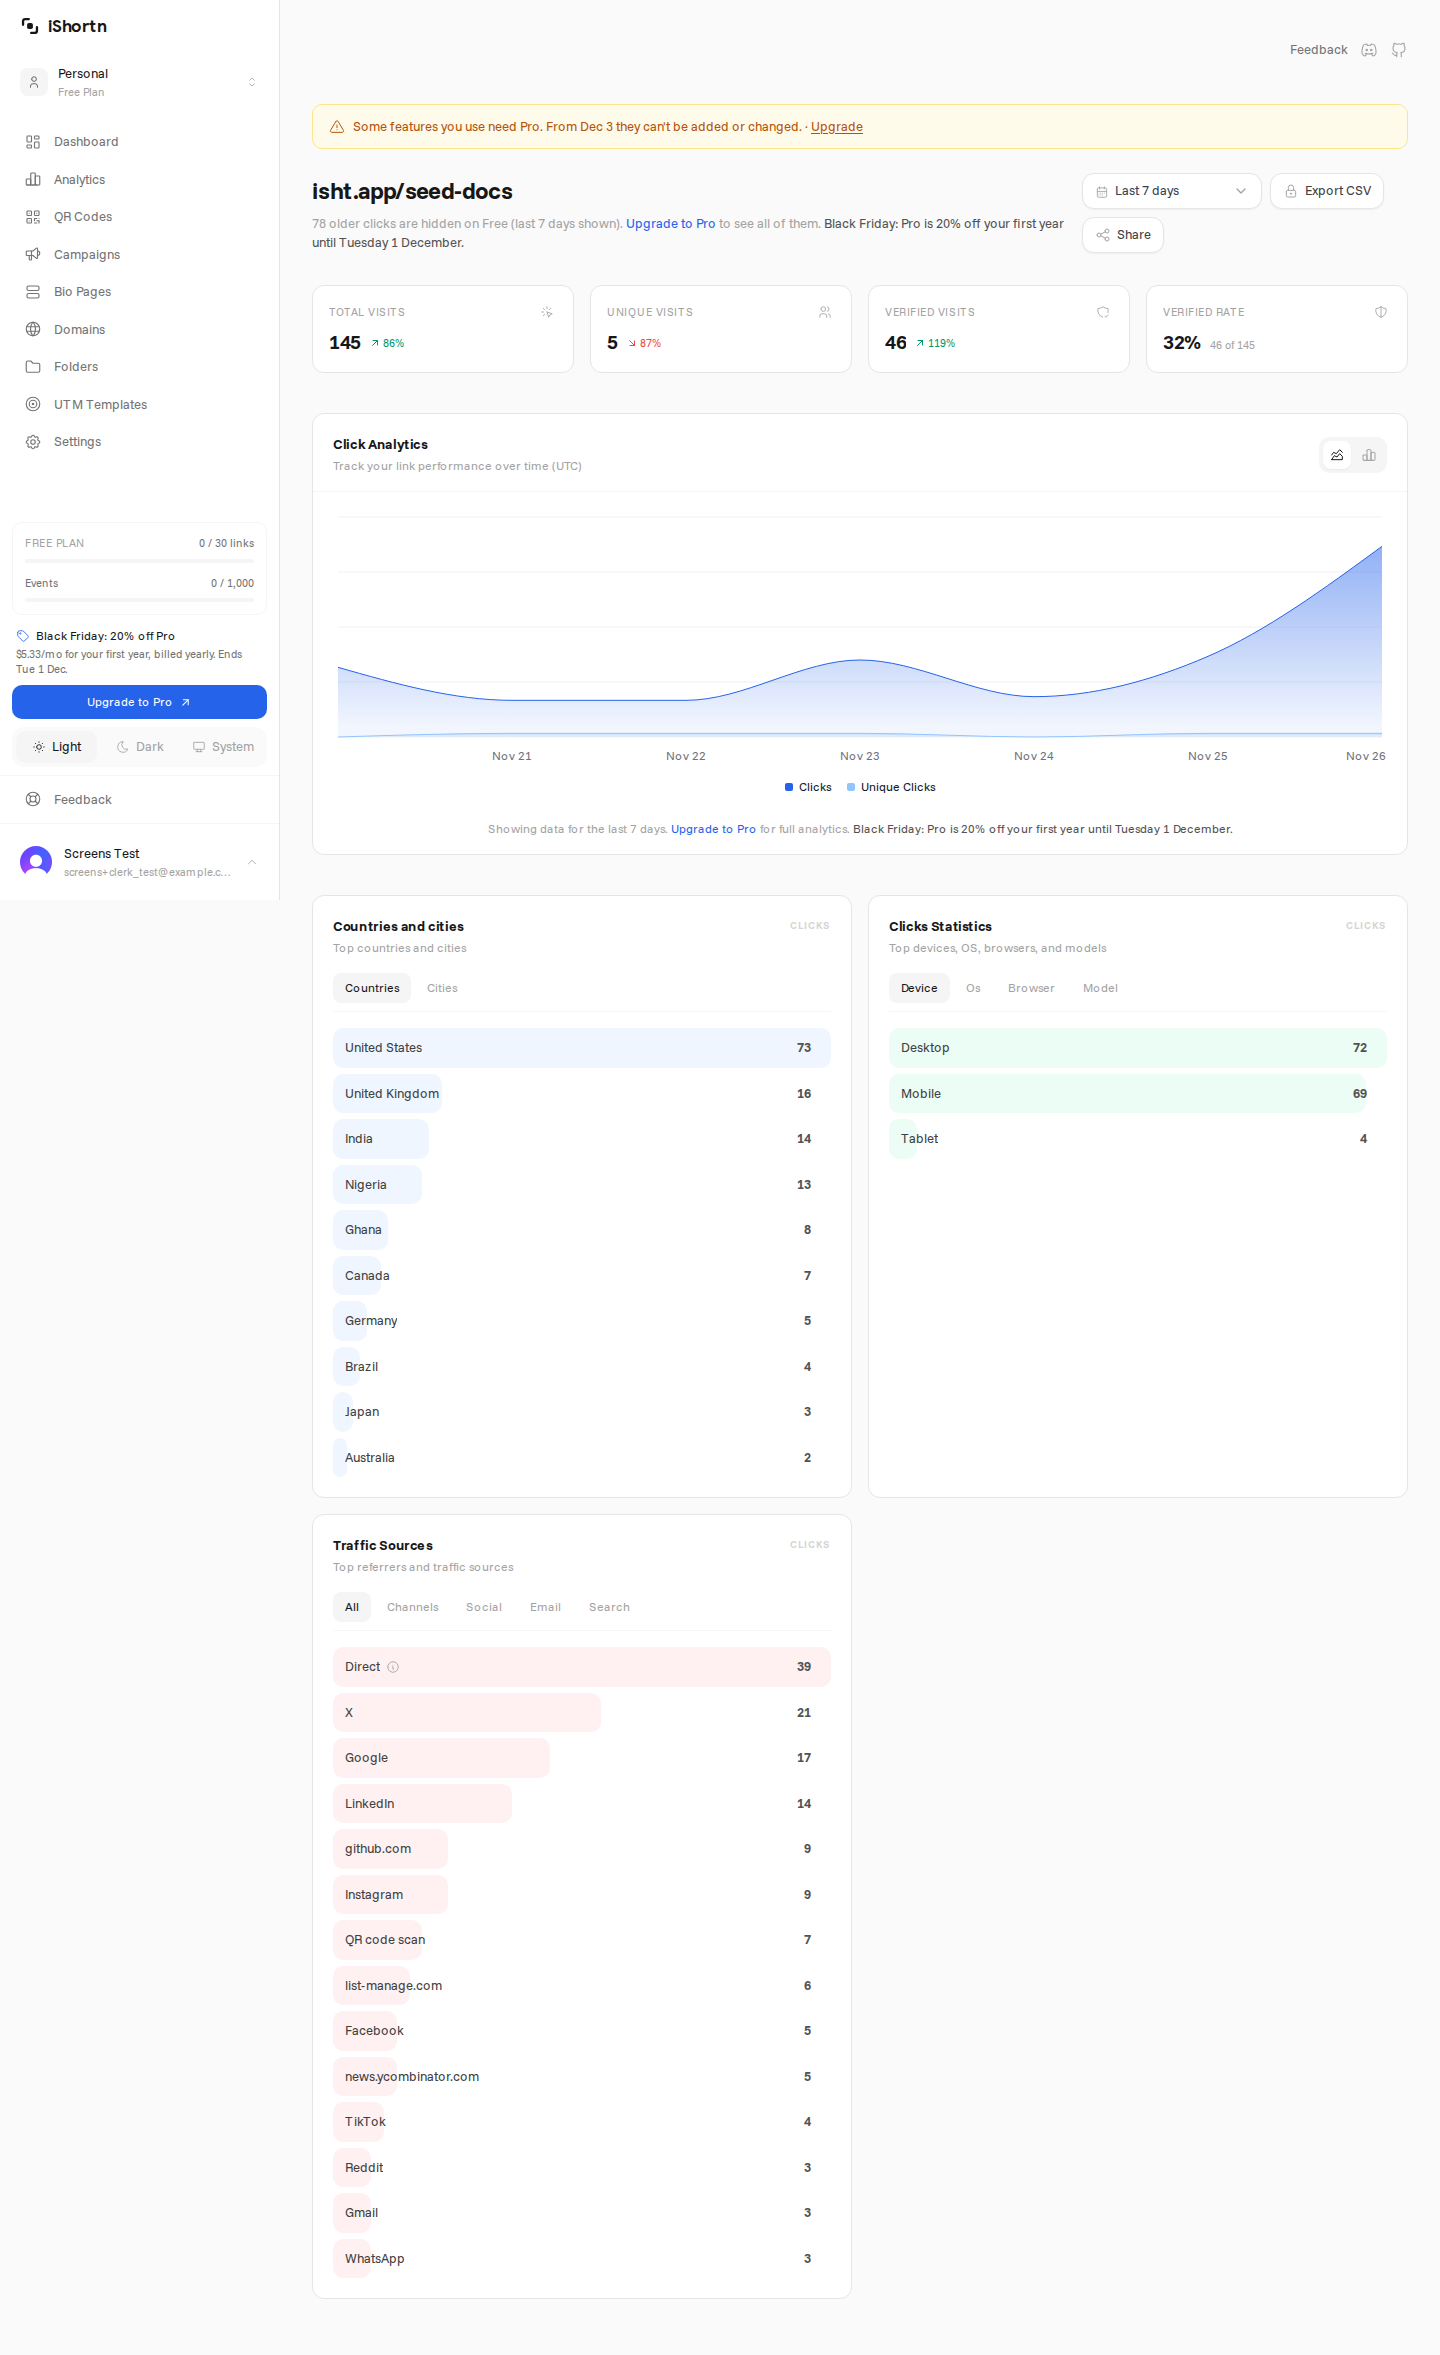 iShortn
Personal
Free Plan
Dashboard
Analytics
QR Codes
Campaigns
Bio Pages
Domains
Folders
UTM Templates
Settings
FREE PLAN 0 / 30 links
Events 0 / 1,000
Black Friday: 20% off Pro
$5.33/mo for your first year, billed yearly. Ends
Tue 1 Dec.
Upgrade to Pro
Light Dark System
Feedback
Screens Test
screens+clerk_test@example.c...
Feedback
Some features you use need Pro. From Dec 3 they can't be added or changed. · Upgrade
isht.app/seed-docs
78 older clicks are hidden on Free (last 7 days shown). Upgrade to Pro to see all of them. Black Friday: Pro is 20% off your first year
until Tuesday 1 December.
Last 7 days
Export CSV
Share
TOTAL VISITS
145 86%
UNIQUE VISITS
5 87%
VERIFIED VISITS
46 119%
VERIFIED RATE
32% 46 of 145
Click Analytics
Track your link performance over time (UTC)
Nov 21 Nov 22 Nov 23 Nov 24 Nov 25 Nov 26
Clicks Unique Clicks
Showing data for the last 7 days. Upgrade to Pro for full analytics. Black Friday: Pro is 20% off your first year until Tuesday 1 December.
Countries and cities CLICKS
Top countries and cities
Countries Cities
United States 73
United Kingdom 16
India 14
Nigeria 13
Ghana 8
Canada 7
Germany 5
Brazil 4
Japan 3
Australia 2
Clicks Statistics CLICKS
Top devices, OS, browsers, and models
Device Os Browser Model
Desktop 72
Mobile 69
Tablet 4
Traffic Sources CLICKS
Top referrers and traffic sources
All Channels Social Email Search
Direct 39
X 21
Google 17
LinkedIn 14
github.com 9
Instagram 9
QR code scan 7
list-manage.com 6
Facebook 5
news.ycombinator.com 5
TikTok 4
Reddit 3
Gmail 3
WhatsApp 3